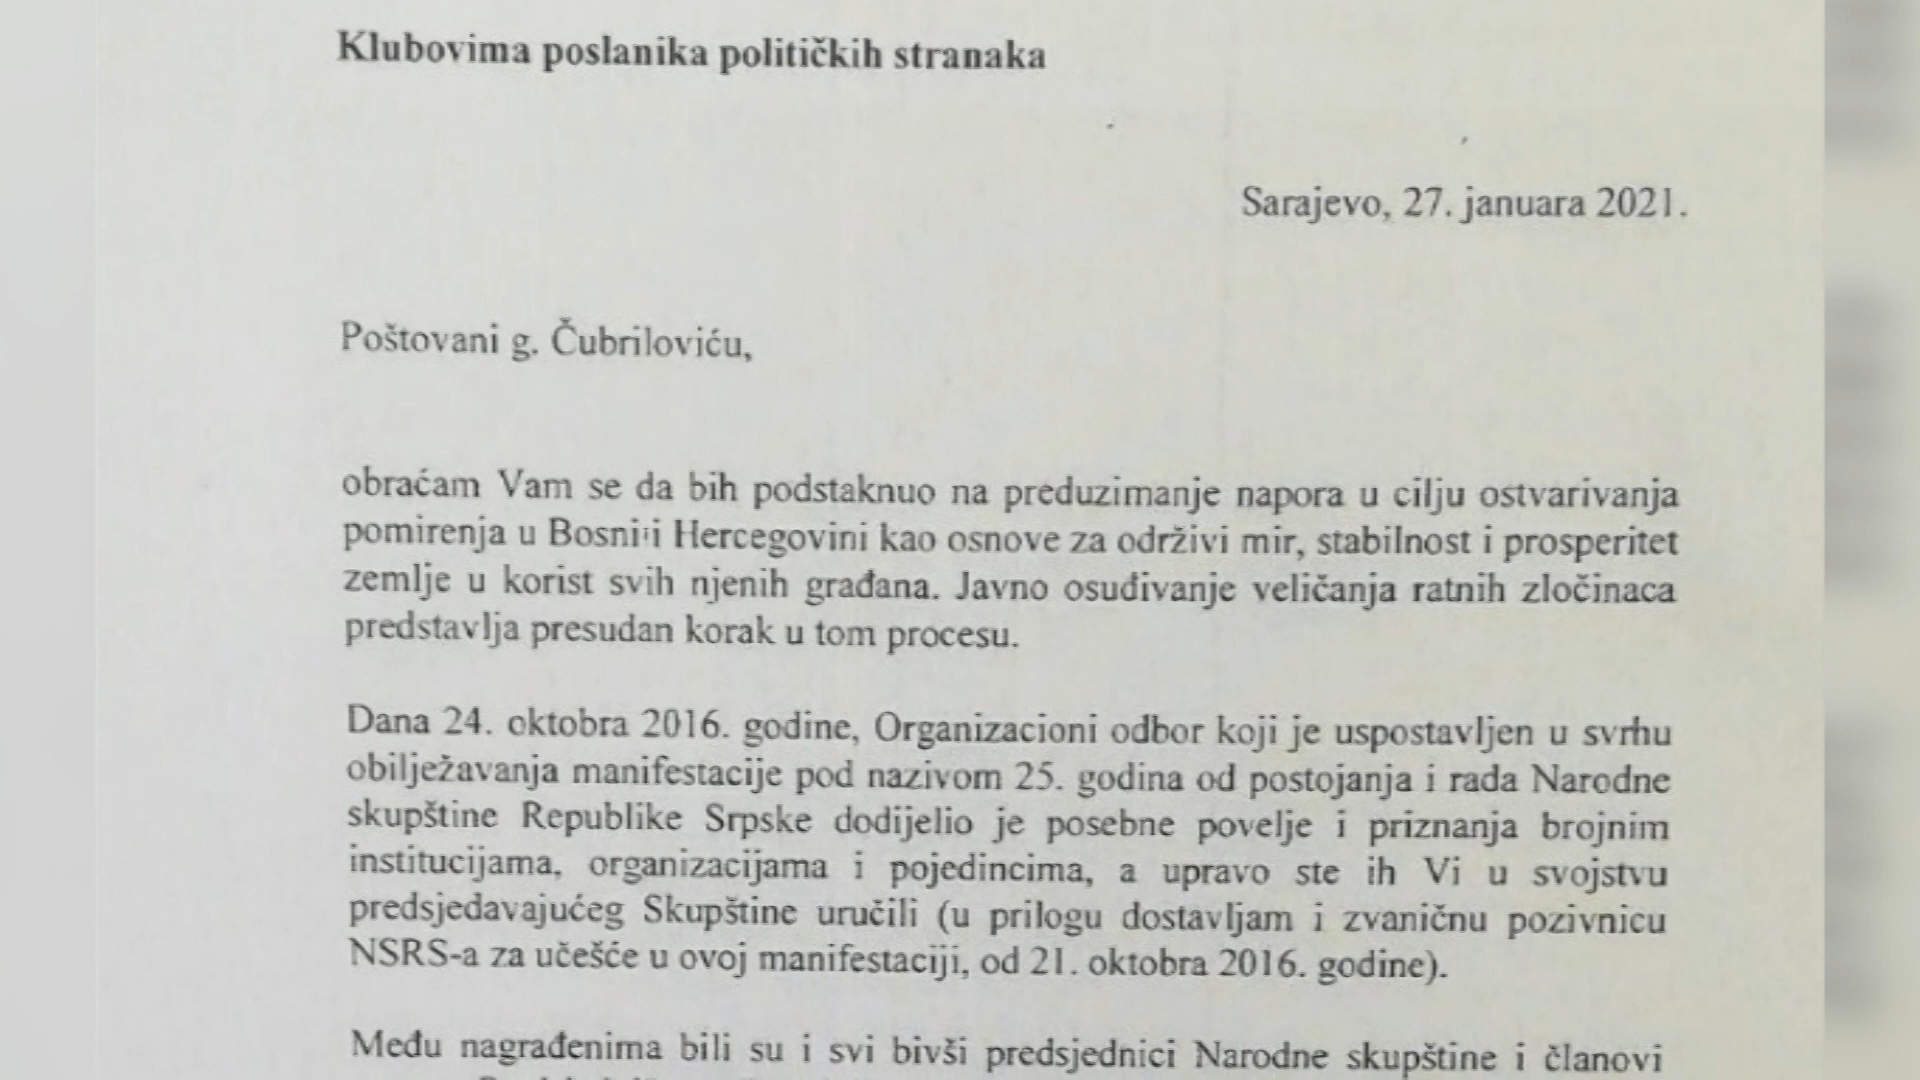 Klubovima poslanika političkih stranaka
Sarajevo, 27. januara 2021.
Poštovani g. Čubriloviću,
obraćam Vam se da bih podstaknuo na preduzimanje napora u cilju ostvarivanja
pomirenja u Bosni i Hercegovini kao osnove za održivi mir, stabilnost i prosperitet
zemlje u korist svih njenih građana. Javno osuđivanje veličanja ratnih zločinaca
predstavlja presudan korak u tom procesu.
Dana 24. oktobra 2016. godine, Organizacioni odbor koji je uspostavljen u svrhu
obilježavanja manifestacije pod nazivom 25. godina od postojanja i rada Narodne
skupštine Republike Srpske dodijelio je posebne povelje i priznanja brojnim
institucijama, organizacijama i pojedincima, a upravo ste ih Vi u svojstvu
predsjedavajućeg Skupštine uručili (u prilogu dostavljam i zvaničnu pozivnicu
NSRS-a za učešće u ovoj manifestaciji, od 21. oktobra 2016. godine).
Među nagrađenima bili su i svi bivši predsjednici Narodne skupštine i članovi